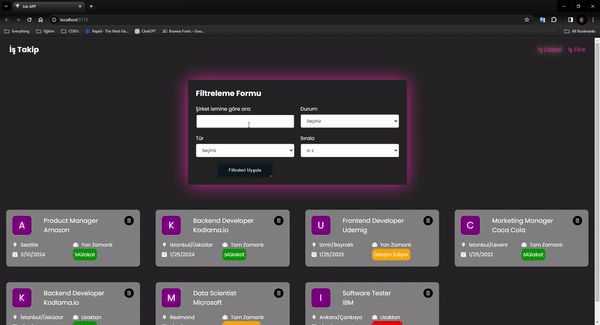 Job APP
localhost:5173
Everything Eğitim CDN's Rapid - The Next Ge... ChatGPT Browse Fonts - Goo... All Bookmarks
İş Takip
İş Listesi İş Ekle
Filtreleme Formu
Şirket ismine göre ara: Durum
Seçiniz
Tür Sırala
Seçiniz a-z
Filtreleri Uygula
A Product Manager
Amazon
Seattle Yarı Zamanlı
3/10/2024 Mülakat
K Backend Developer
Kodlama.io
İstanbul/Üsküdar Tam Zamanlı
1/25/2024 Mülakat
U Frontend Developer
Udemig
İzmir/Bayraklı Yarı Zamanlı
1/25/2023 Devam Ediyor
C Marketing Manager
Coca Cola
İstanbul/Levent Tam Zamanlı
1/25/2022 Mülakat
K Backend Developer
Kodlama.io
İstanbul/Üsküdar Uzaktan
M Data Scientist
Microsoft
Redmond Tam Zamanlı
I Software Tester
IBM
Ankara/Çankaya Uzaktan